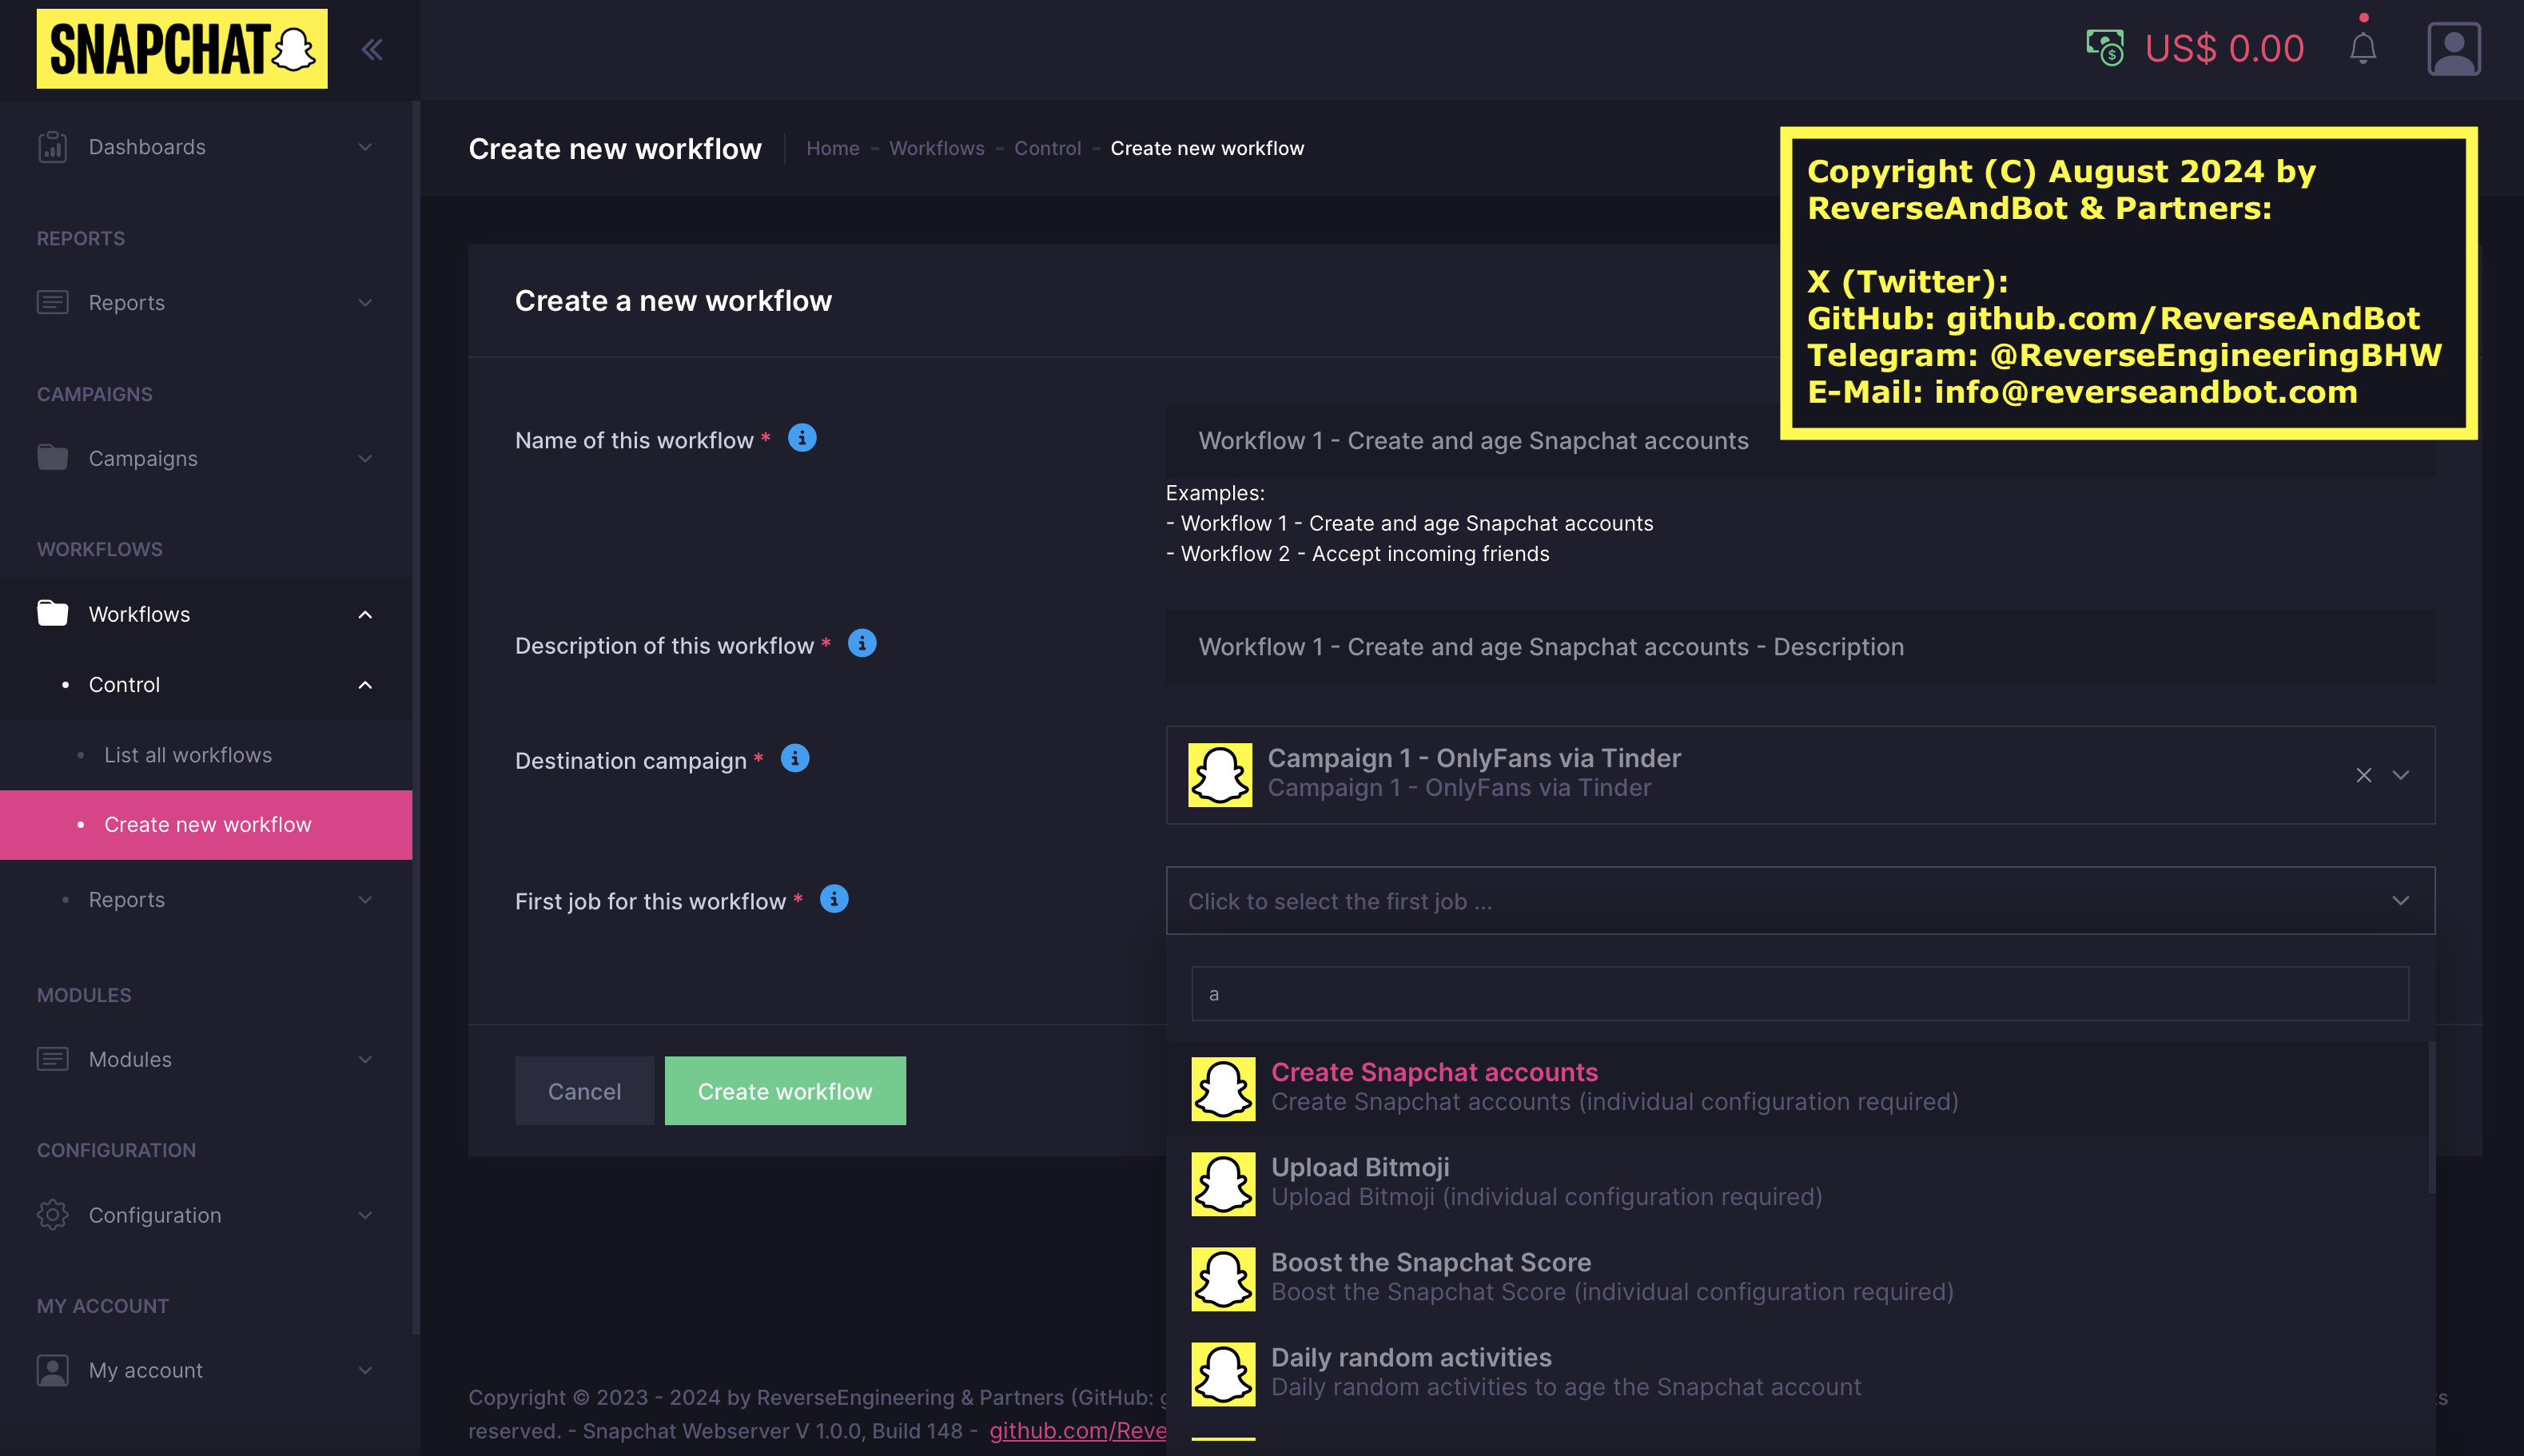 SNAPCHAT
US$ 0.00
Dashboards
REPORTS
Reports
CAMPAIGNS
Campaigns
WORKFLOWS
Workflows
Control
List all workflows
Create new workflow
Reports
MODULES
Modules
CONFIGURATION
Configuration
MY ACCOUNT
My account
Create new workflow
Home - Workflows - Control - Create new workflow
Copyright (C) August 2024 by
ReverseAndBot & Partners:
X (Twitter):
GitHub: github.com/ReverseAndBot
Telegram: @ReverseEngineeringBHW
E-Mail: info@reverseandbot.com
Create a new workflow
Name of this workflow *
Workflow 1 - Create and age Snapchat accounts
Examples:
- Workflow 1 - Create and age Snapchat accounts
- Workflow 2 - Accept incoming friends
Description of this workflow *
Workflow 1 - Create and age Snapchat accounts - Description
Destination campaign *
Campaign 1 - OnlyFans via Tinder
Campaign 1 - OnlyFans via Tinder
First job for this workflow *
Click to select the first job ...
a
Create Snapchat accounts
Create Snapchat accounts (individual configuration required)
Upload Bitmoji
Upload Bitmoji (individual configuration required)
Boost the Snapchat Score
Boost the Snapchat Score (individual configuration required)
Daily random activities
Daily random activities to age the Snapchat account
Cancel
Create workflow
Copyright © 2023 - 2024 by ReverseEngineering & Partners (GitHub:
reserved. - Snapchat Webserver V 1.0.0, Build 148 - github.com/Reve